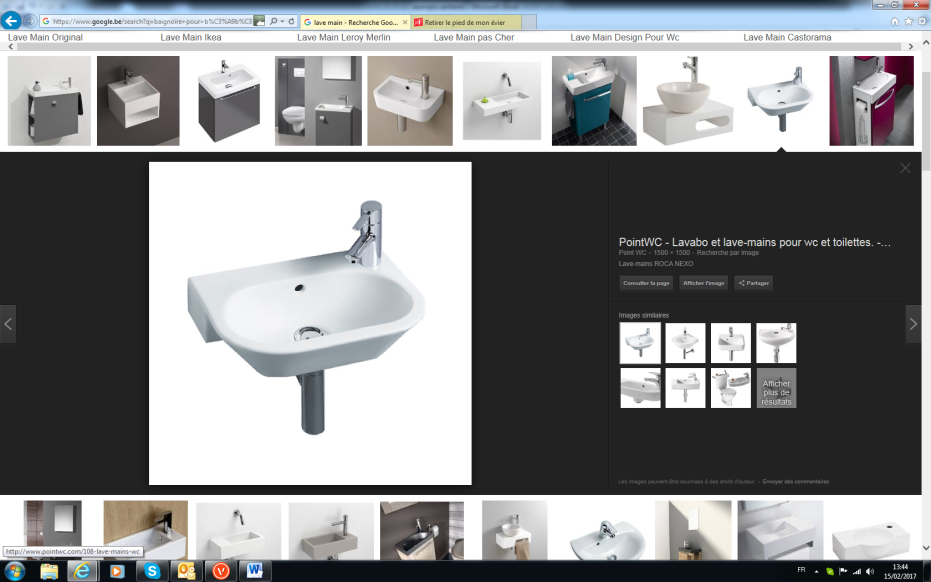 https://www.google.be/search?q=baignoire+pour+b%C3%A9b%C3
lave main - Recherche Goo...
Retirer le pied de mon évier
Lave Main Original
Lave Main Ikea
Lave Main Leroy Merlin
Lave Main pas Cher
Lave Main Design Pour Wc
Lave Main Castorama
PointWC - Lavabo et lave-mains pour wc et toilettes. -...
Point WC - 1500 × 1500 - Recherche par image
Lave-mains ROCA NEXO
Consulter la page
Afficher l'image
Partager
Images similaires
Afficher
plus de
résultats
Les images peuvent être soumises à des droits d'auteur. - Envoyer des commentaires
http://www.pointwc.com/108-lave-mains-wc
FR
13:44
15/02/2017